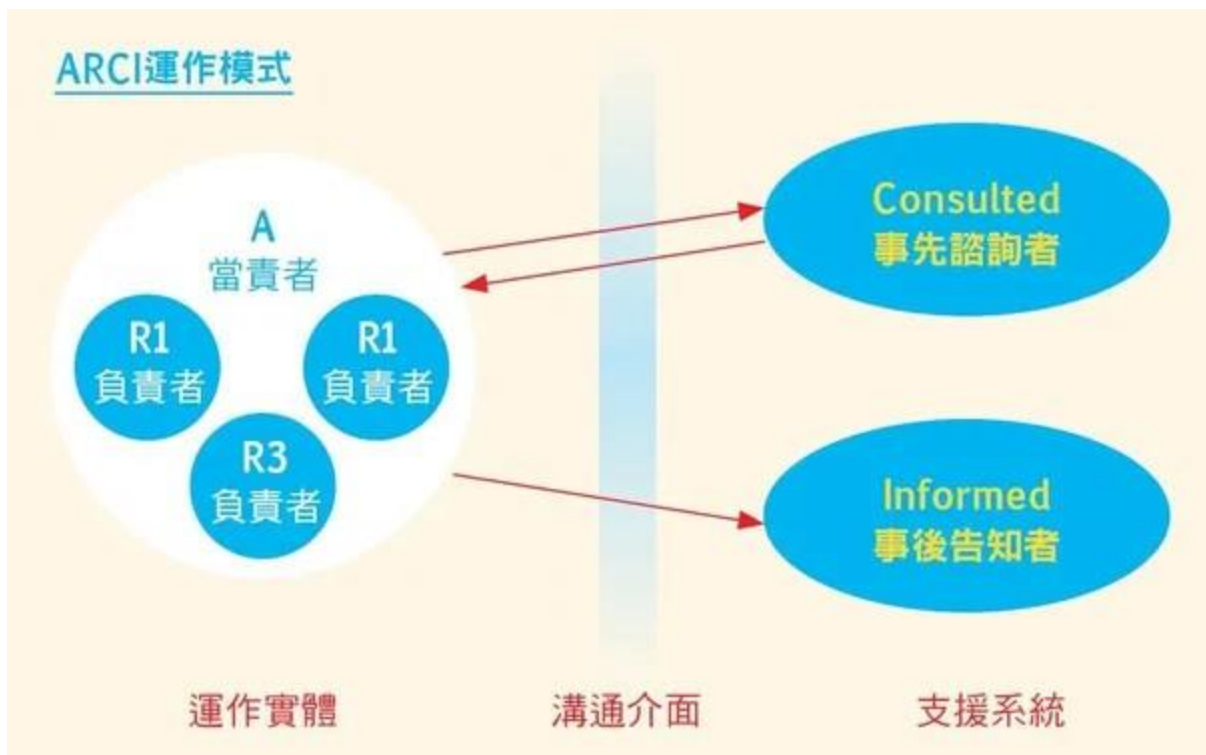 ARCI運作模式
A
當責者
R1
負責者
R1
負責者
R3
負責者
Consulted
事先諮詢者
Informed
事後告知者
運作實體
溝通介面
支援系統